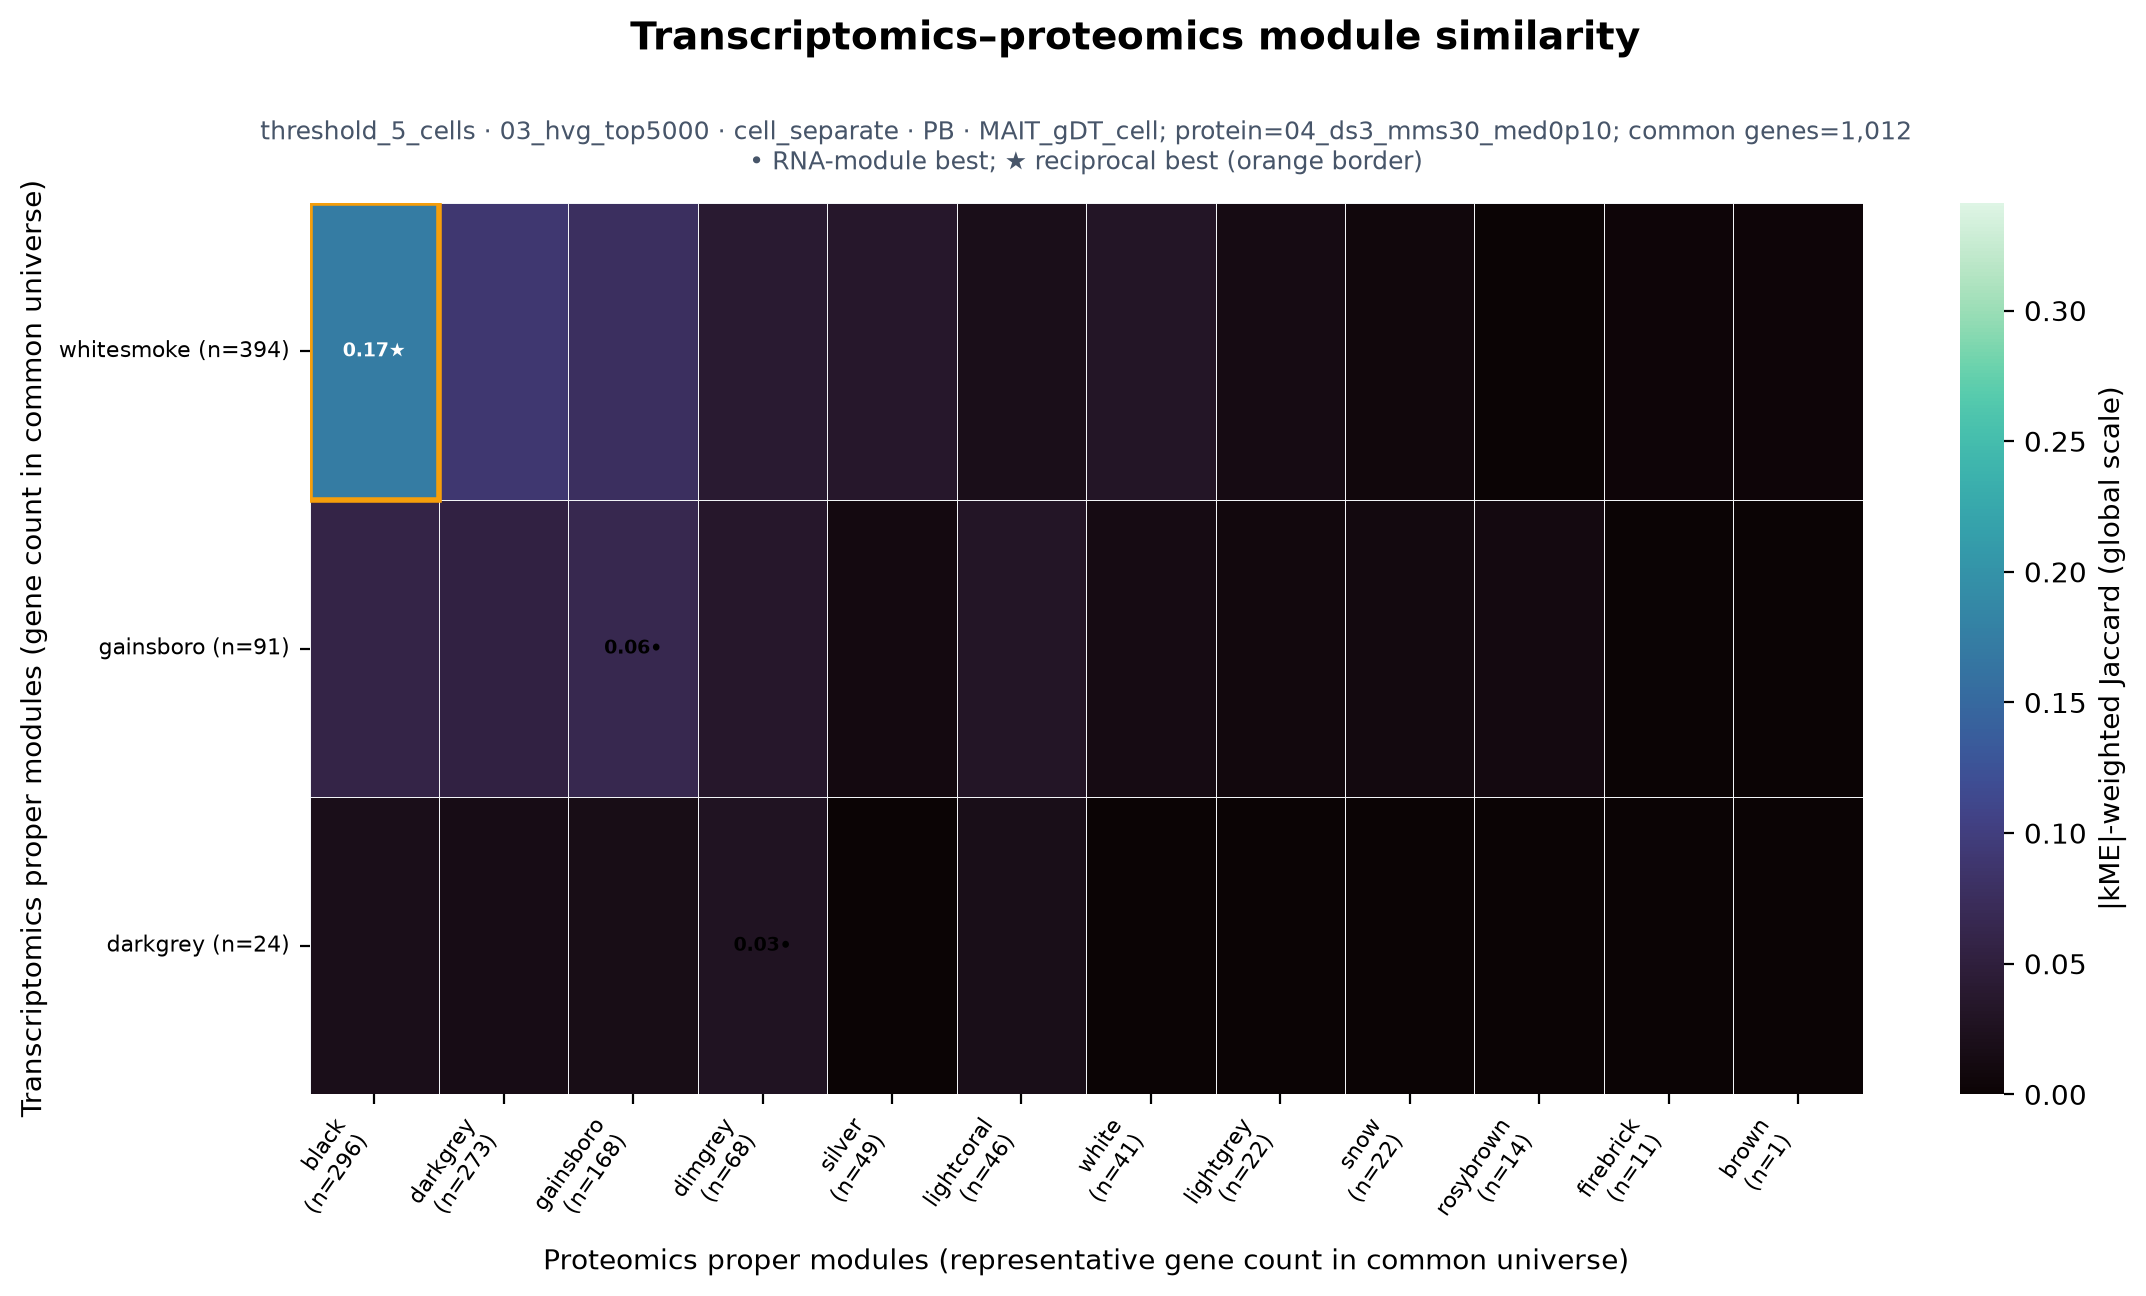 Transcriptomics–proteomics module similarity
threshold_5_cells · 03_hvg_top5000 · cell_separate · PB · MAIT_gDT_cell; protein=04_ds3_mms30_med0p10; common genes=1,012
• RNA-module best; ★ reciprocal best (orange border)
Transcriptomics proper modules (gene count in common universe)
whitesmoke (n=394)
gainsboro (n=91)
darkgrey (n=24)
0.17★
0.06•
0.03•
black
(n=296)
darkgrey
(n=273)
gainsboro
(n=168)
dimgrey
(n=68)
silver
(n=49)
lightcoral
(n=46)
white
(n=41)
lightgrey
(n=22)
snow
(n=22)
rosybrown
(n=14)
firebrick
(n=11)
brown
(n=1)
Proteomics proper modules (representative gene count in common universe)
0.30
0.25
0.20
0.15
0.10
0.05
0.00
|kME|-weighted Jaccard (global scale)